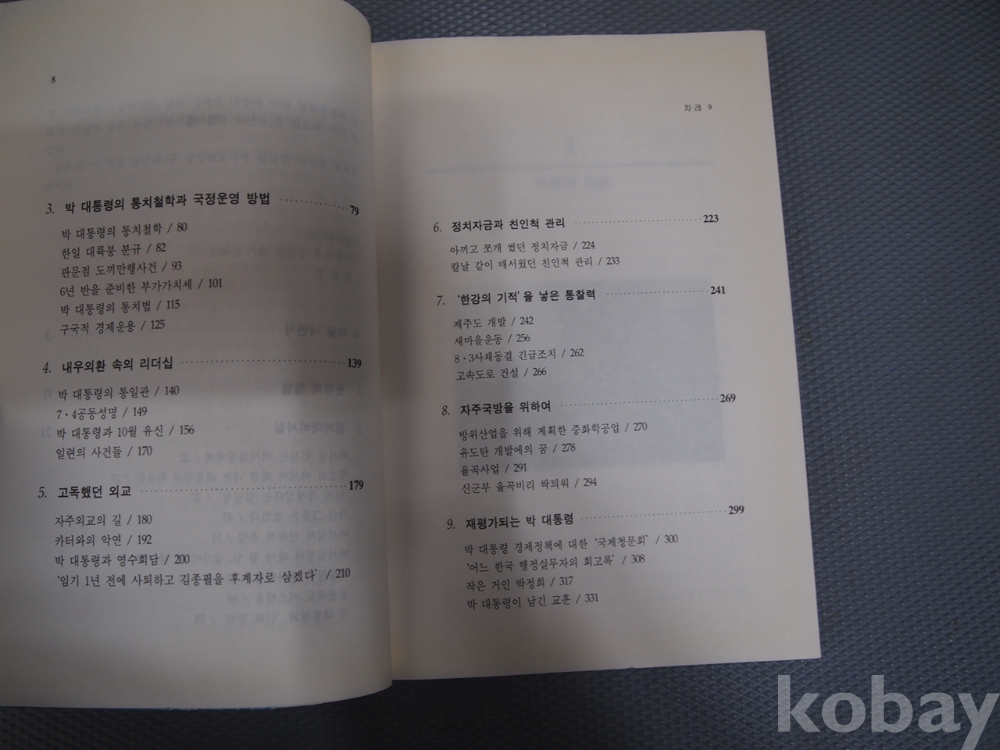 8
3. 박 대통령의 통치철학과 국정운영 방법 79
박 대통령의 통치철학 / 80
한일 대륙붕 분규 / 82
판문점 도끼만행사건 / 93
6년 반을 준비한 부가가치세 / 101
박 대통령의 통치법 / 115
구국적 경제운용 / 125
4. 내우외환 속의 리더십 139
박 대통령의 통일관 / 140
7·4공동성명 / 149
박 대통령과 10월 유신 / 156
일련의 사건들 / 170
5. 고독했던 외교 179
자주외교의 길 / 180
카터와의 악연 / 192
박 대통령과 영수회담 / 200
'임기 1년 전에 사퇴하고 김종필을 후계자로 삼겠다' / 210
차례 9
6. 정치자금과 친인척 관리 223
아끼고 쪼개 썼던 정치자금 / 224
칼날 같이 매서웠던 친인척 관리 / 233
7. '한강의 기적'을 낳은 통찰력 241
제주도 개발 / 242
새마을운동 / 256
8·3사채동결 긴급조치 / 262
고속도로 건설 / 266
8. 자주국방을 위하여 269
방위산업을 위해 계획한 중화학공업 / 270
유도탄 개발에의 꿈 / 278
율곡사업 / 291
신군부 율곡비리 싹틔워 / 294
9. 재평가되는 박 대통령 299
박 대통령 경제정책에 대한 '국제청문회' / 300
'어느 한국 행정실무자의 회고록' / 308
작은 거인 박정희 / 317
박 대통령이 남긴 교훈 / 331
kobay